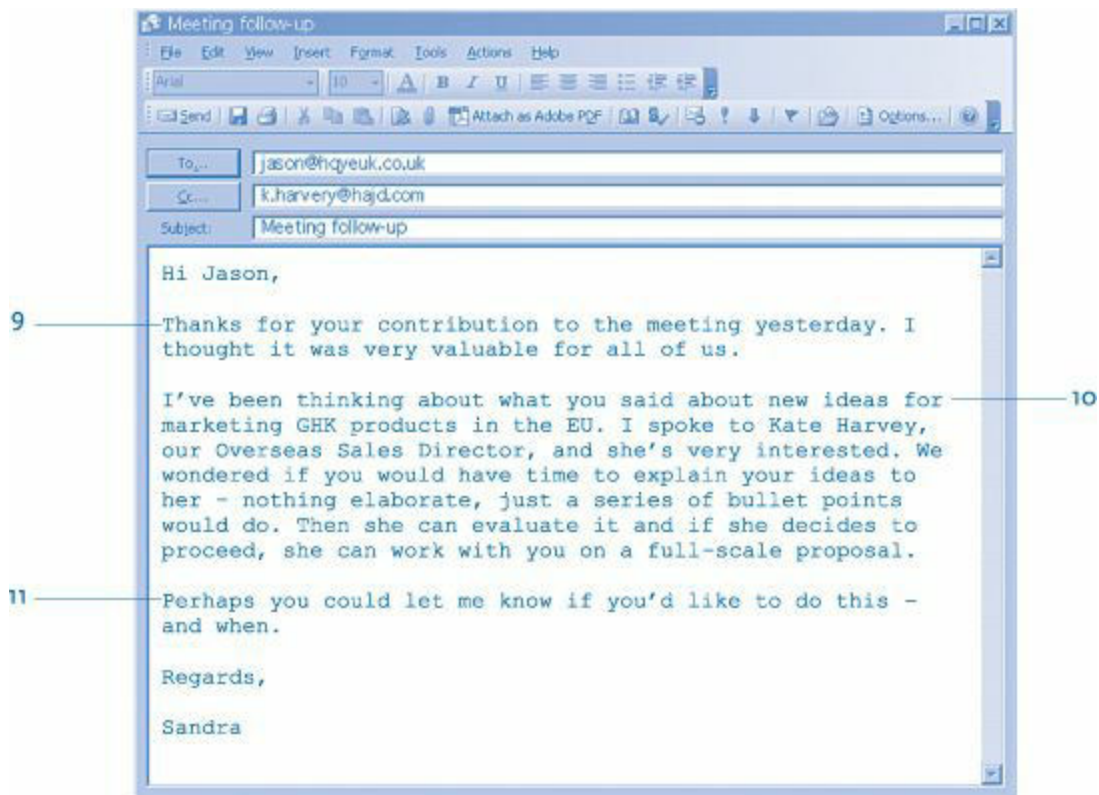 Meeting follow-up
File Edit View Insert Format Tools Actions Help
Arial 10 A B I U
Send Attach as Adobe PDF Options...
To... jason@hqyeuk.co.uk
Cc... k.harvery@hajd.com
Subject: Meeting follow-up
Hi Jason,
9 Thanks for your contribution to the meeting yesterday. I
thought it was very valuable for all of us.
I've been thinking about what you said about new ideas for 10
marketing GHK products in the EU. I spoke to Kate Harvey,
our Overseas Sales Director, and she's very interested. We
wondered if you would have time to explain your ideas to
her – nothing elaborate, just a series of bullet points
would do. Then she can evaluate it and if she decides to
proceed, she can work with you on a full-scale proposal.
11 Perhaps you could let me know if you'd like to do this –
and when.
Regards,
Sandra